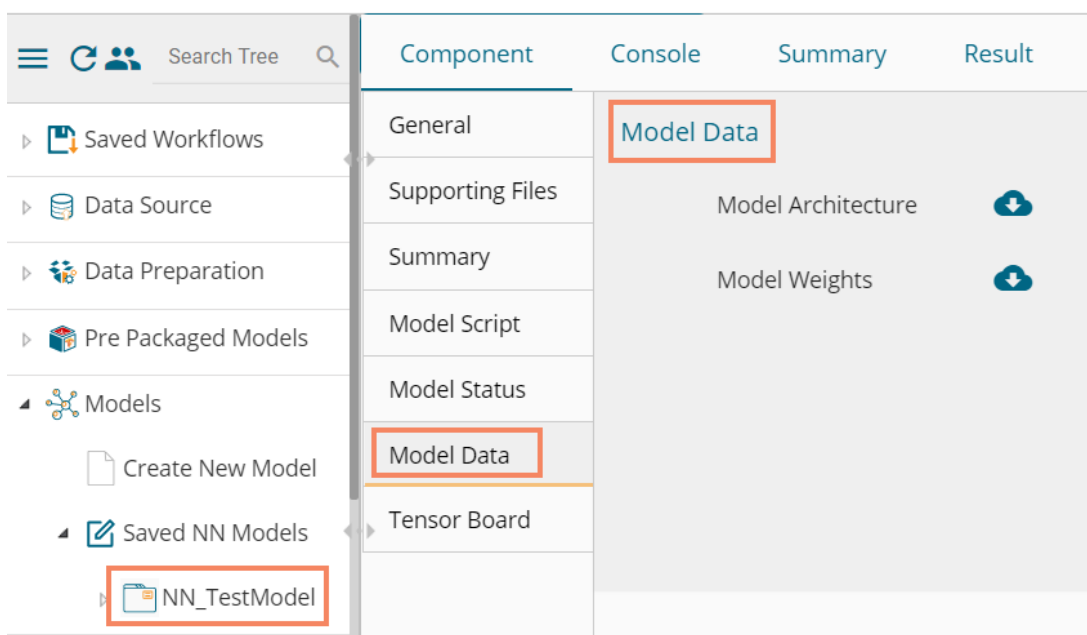 Search Tree
Component
Console
Summary
Result
Saved Workflows
Data Source
Data Preparation
Pre Packaged Models
Models
Create New Model
Saved NN Models
NN_TestModel
General
Supporting Files
Summary
Model Script
Model Status
Model Data
Tensor Board
Model Data
Model Architecture
Model Weights